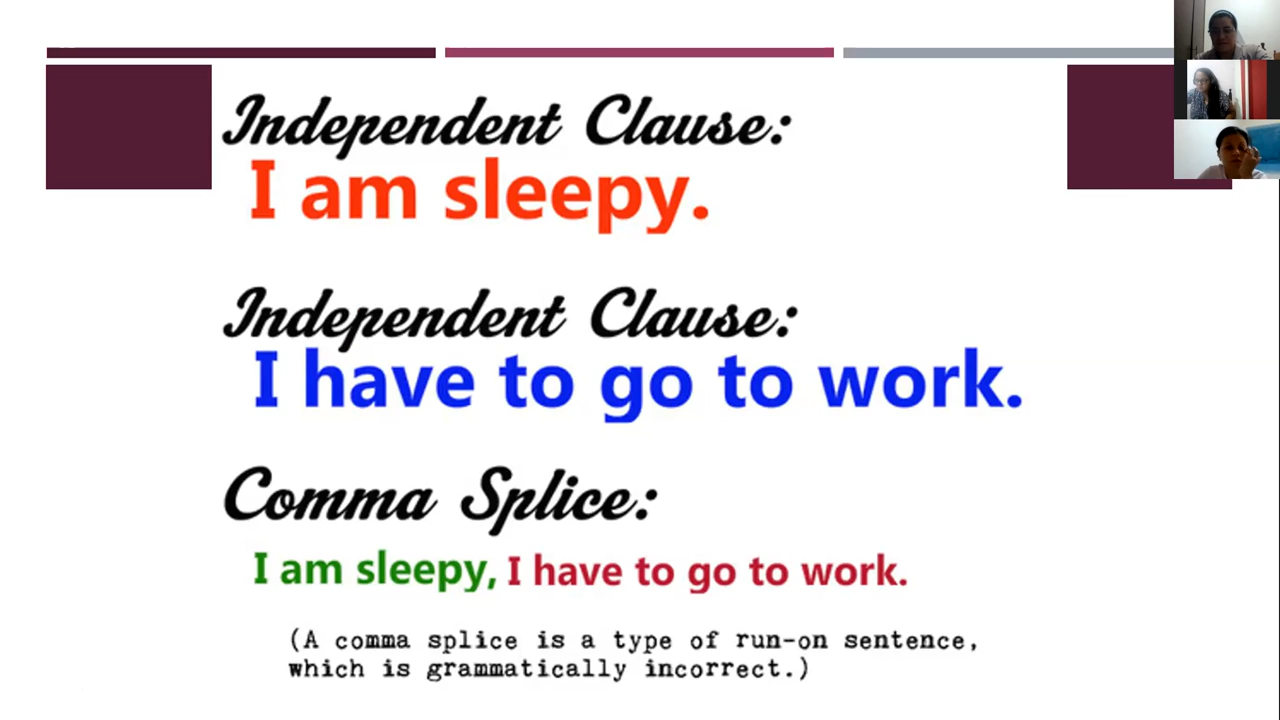 Independent Clause:
I am sleepy.
Independent Clause:
I have to go to work.
Comma Splice:
I am sleepy, I have to go to work.
(A comma splice is a type of run-on sentence,
which is grammatically incorrect.)